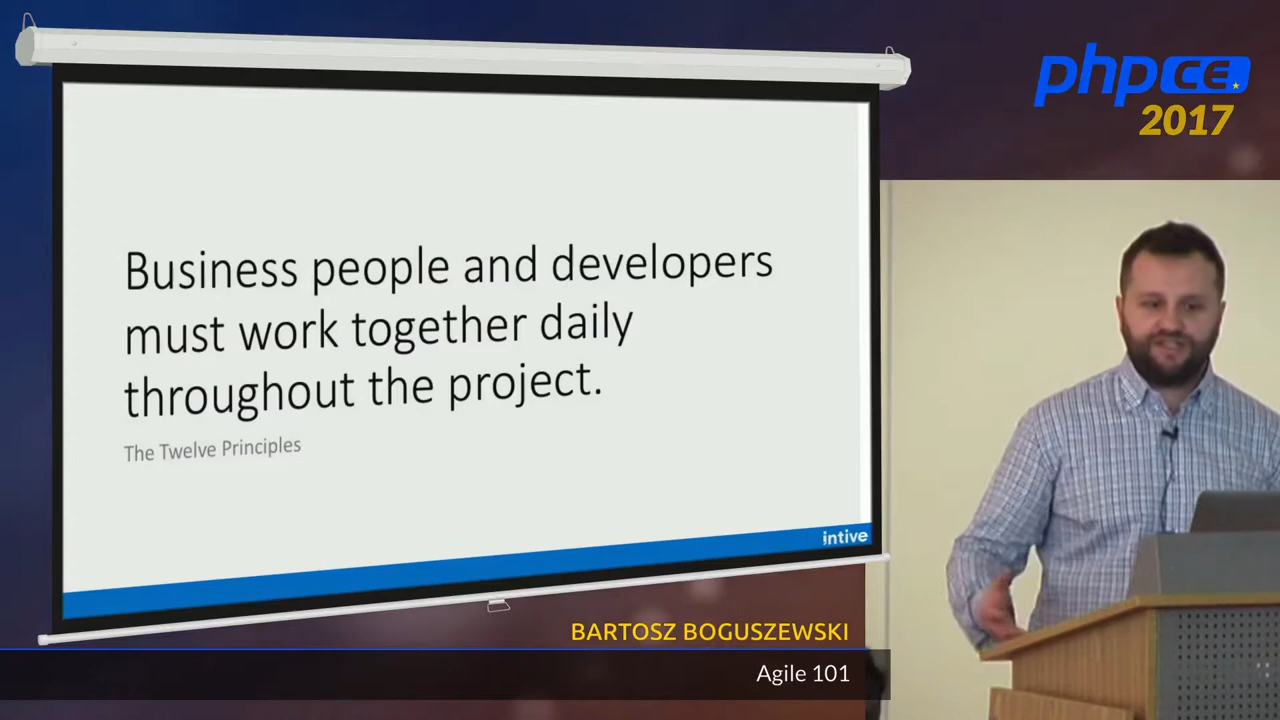 phpCE
2017
Business people and developers
must work together daily
throughout the project.
The Twelve Principles
intive
BARTOSZ BOGUSZEWSKI
Agile 101